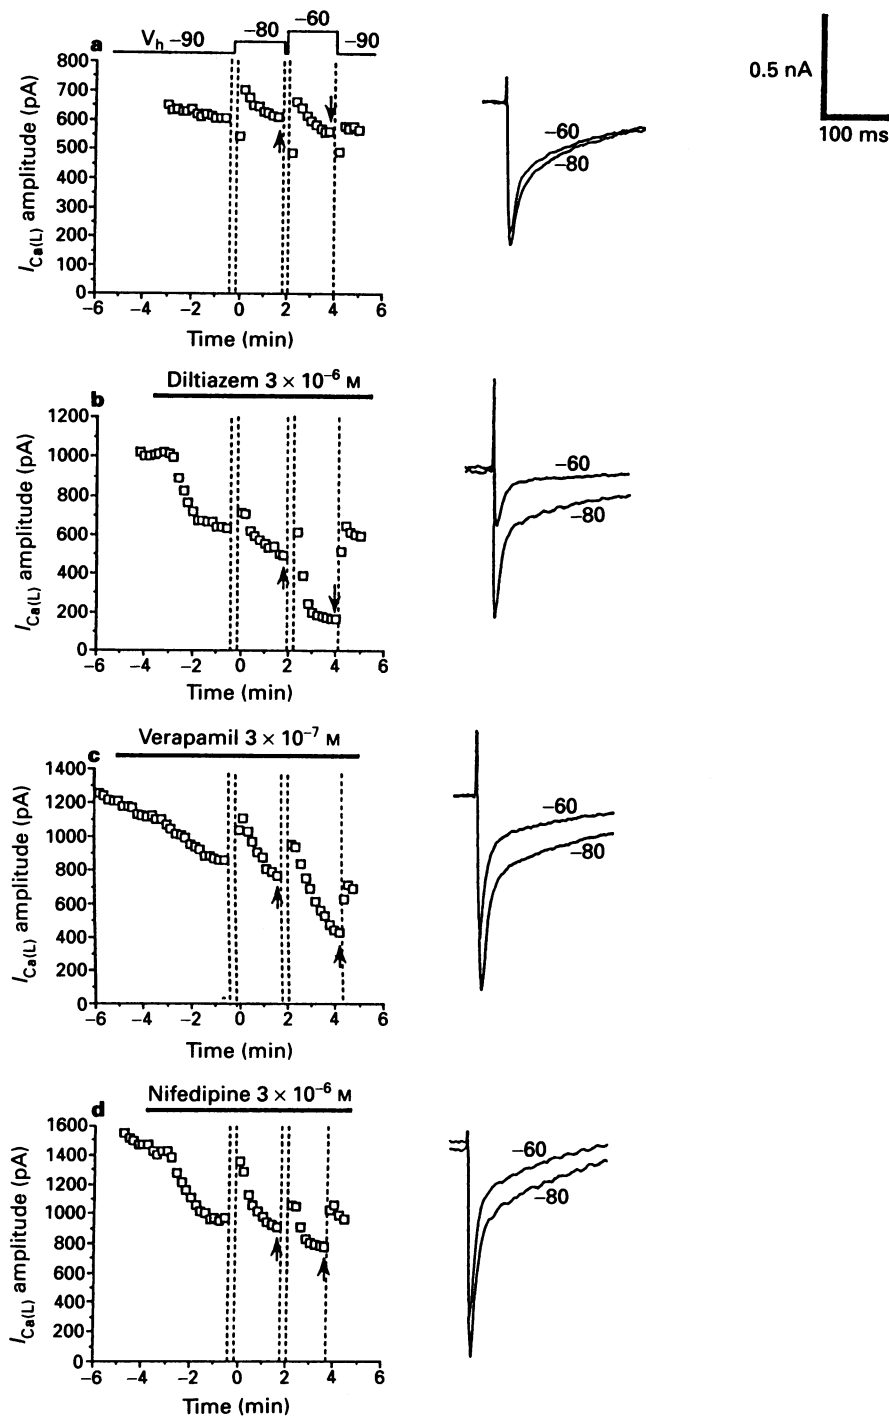 a
V_h −90
−80
−60
−90
800
700
600
500
400
300
200
100
0
I_Ca(L) amplitude (pA)
−6 −4 −2 0 2 4 6
Time (min)
−60
−80
0.5 nA
100 ms
b
Diltiazem 3 × 10⁻⁶ M
1200
1000
800
600
400
200
0
I_Ca(L) amplitude (pA)
−6 −4 −2 0 2 4 6
Time (min)
−60
−80
c
Verapamil 3 × 10⁻⁷ M
1400
1200
1000
800
600
400
200
0
I_Ca(L) amplitude (pA)
−6 −4 −2 0 2 4 6
Time (min)
−60
−80
d
Nifedipine 3 × 10⁻⁶ M
1600
1400
1200
1000
800
600
400
200
0
I_Ca(L) amplitude (pA)
−6 −4 −2 0 2 4 6
Time (min)
−60
−80